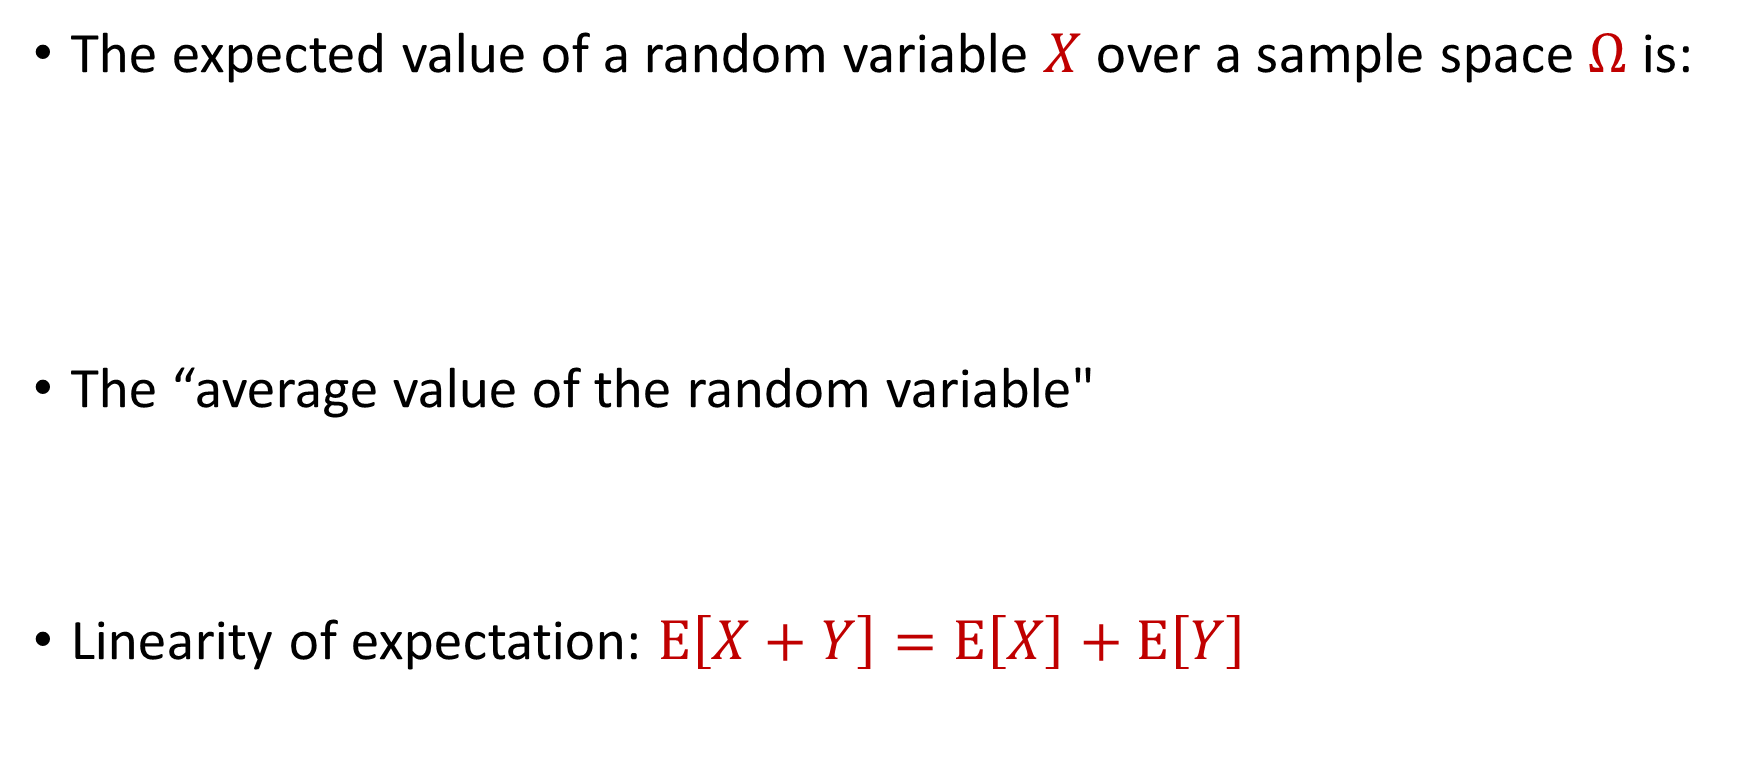 • The expected value of a random variable X over a sample space Ω is:
• The “average value of the random variable"
• Linearity of expectation: E[X + Y] = E[X] + E[Y]